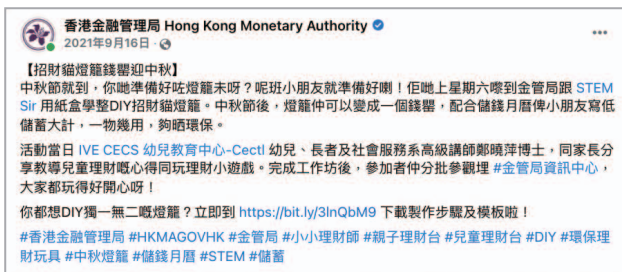 香港金融管理局 Hong Kong Monetary Authority
2021年9月16日
【招財貓燈籠錢罌迎中秋】
中秋節就到，你哋準備好咗燈籠未呀？呢班小朋友就準備好喇！佢哋上星期六嚟到金管局跟 STEM
Sir 用紙盒學整DIY招財貓燈籠。中秋節後，燈籠仲可以變成一個錢罌，配合儲錢月曆俾小朋友寫低
儲蓄大計，一物幾用，夠晒環保。
活動當日 IVE CECS 幼兒教育中心-Cectl 幼兒、長者及社會服務系高級講師鄭曉萍博士，同家長分
享教導兒童理財嘅心得同玩理財小遊戲。完成工作坊後，參加者仲分批參觀埋 #金管局資訊中心，
大家都玩得好開心呀！
你都想DIY獨一無二嘅燈籠？立即到 https://bit.ly/3lnQbM9 下載製作步驟及模板啦！
#香港金融管理局 #HKMAGOVHK #金管局 #小小理財師 #親子理財台 #兒童理財台 #DIY #環保理
財玩具 #中秋燈籠 #儲錢月曆 #STEM #儲蓄